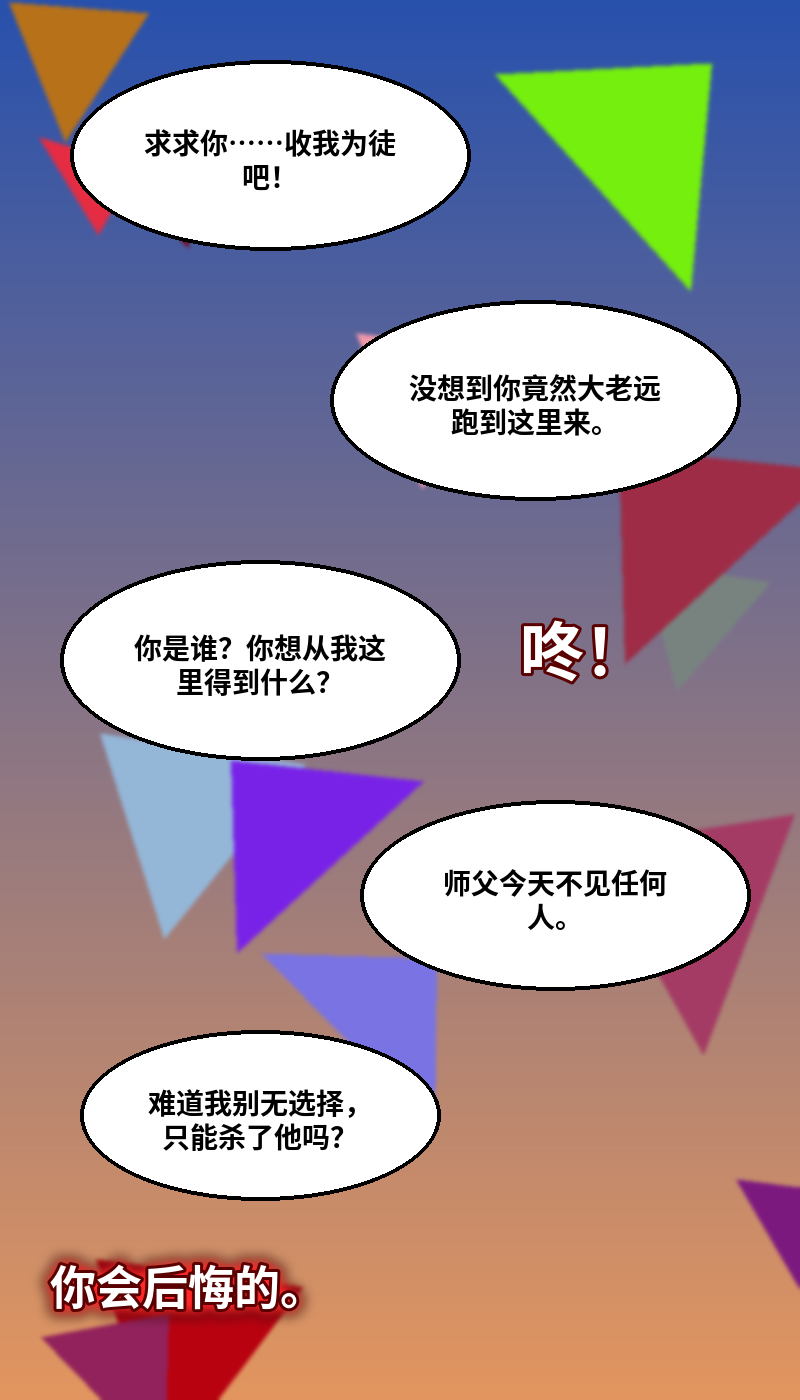 求求你……收我为徒
吧！
没想到你竟然大老远
跑到这里来。
你是谁？你想从我这
里得到什么？
咚！
师父今天不见任何
人。
难道我别无选择，
只能杀了他吗？
你会后悔的。